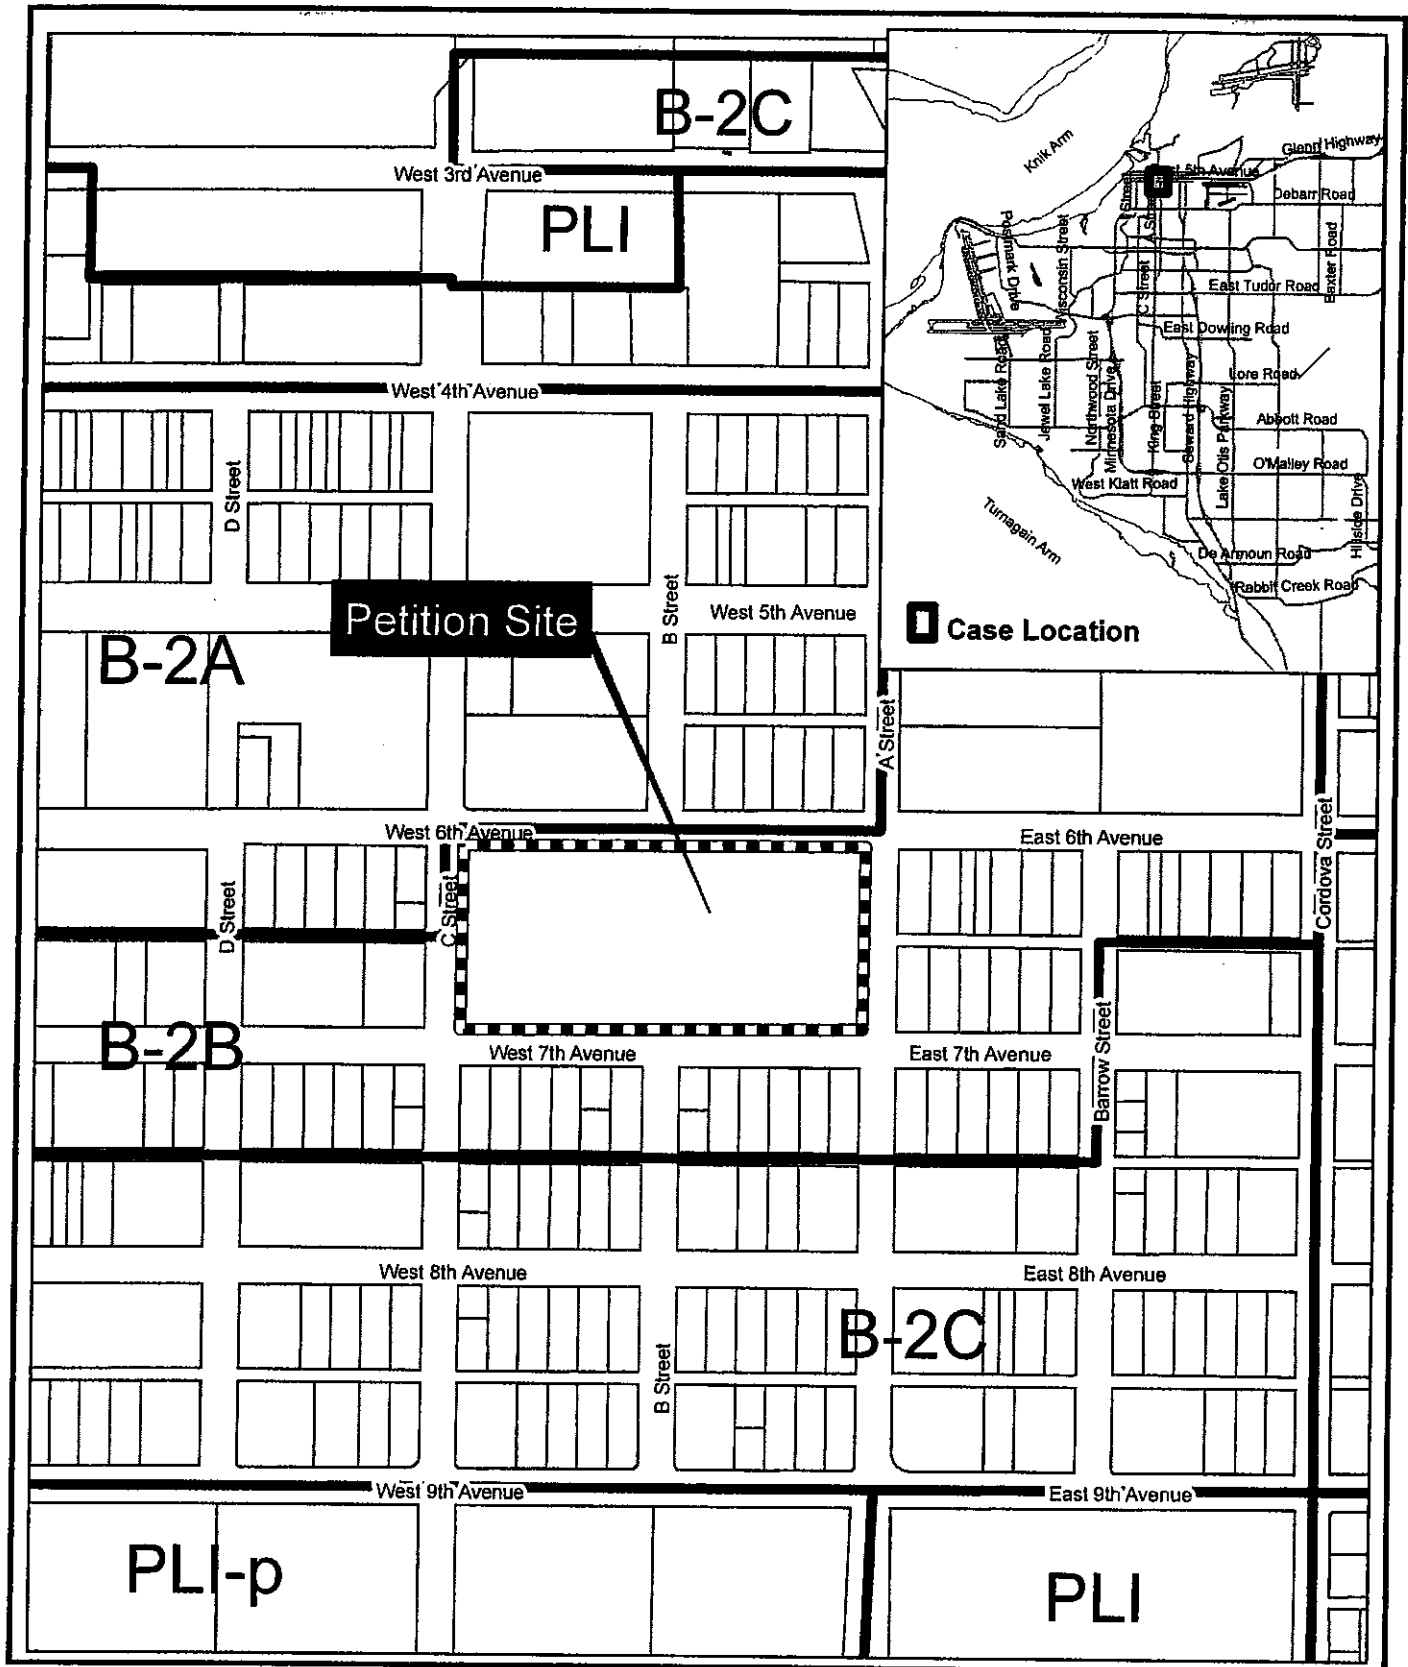 B-2C
West 3rd Avenue
PLI
West 4th Avenue
D Street
B Street
West 5th Avenue
Petition Site
B-2A
A Street
West 6th Avenue
East 6th Avenue
Cordova Street
D Street
C Street
B-2B
West 7th Avenue
East 7th Avenue
Barrow Street
West 8th Avenue
East 8th Avenue
B-2C
B Street
West 9th Avenue
East 9th Avenue
PLI-p
PLI
Knik Arm
Glenn Highway
5th Avenue
Debarr Road
Postmark Drive
Wisconsin Street
C Street
Baxter Road
East Tudor Road
East Dowling Road
Sand Lake Road
Jewel Lake Road
Northwood Street
Minnesota Drive
King Street
Seward Highway
Lore Road
Lake Otis Parkway
Abbott Road
O'Malley Road
West Klatt Road
Hillside Drive
Turnagain Arm
De Armoun Road
Rabbit Creek Road
Case Location